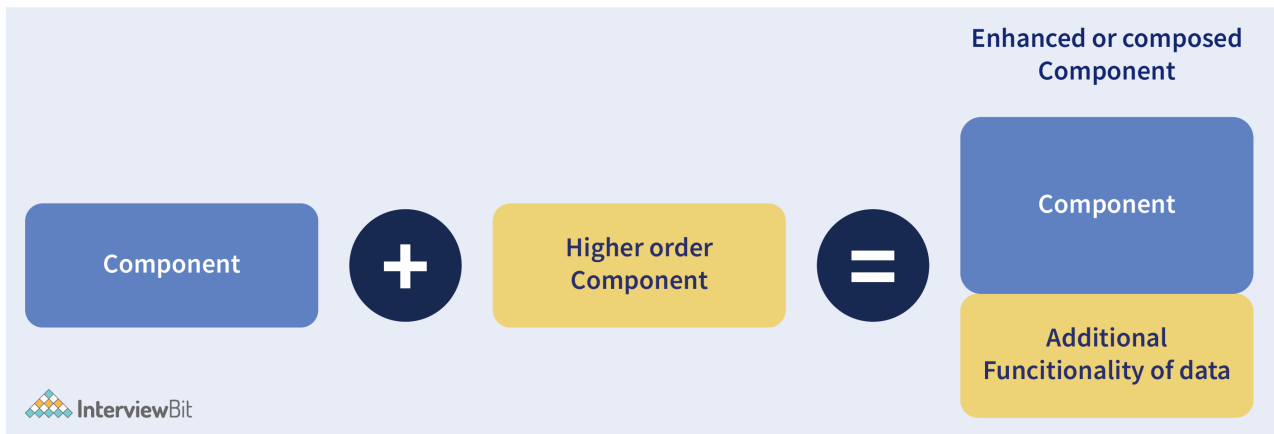 Enhanced or composed
Component
Component
+
Higher order
Component
=
Component
Additional
Funcitionality of data
InterviewBit